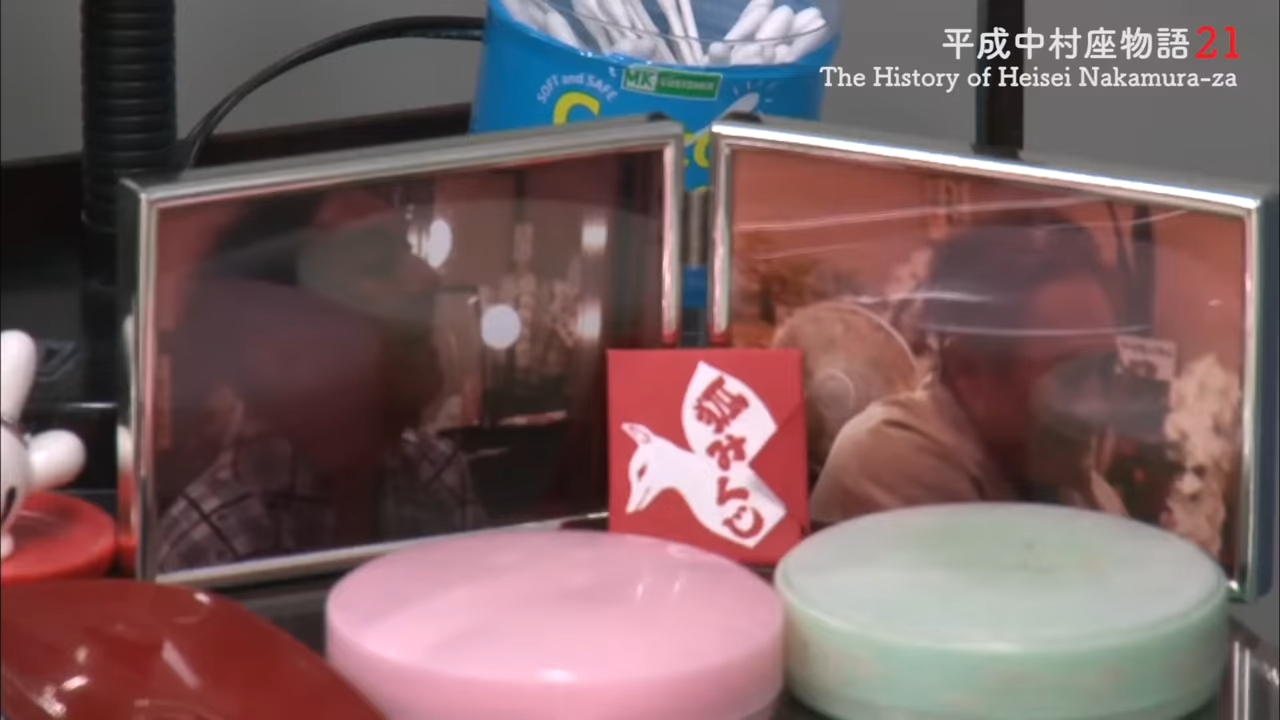 平成中村座物語21
The History of Heisei Nakamura-za
SOFT and SAFE
MK CUSTOMER
狐みくじ